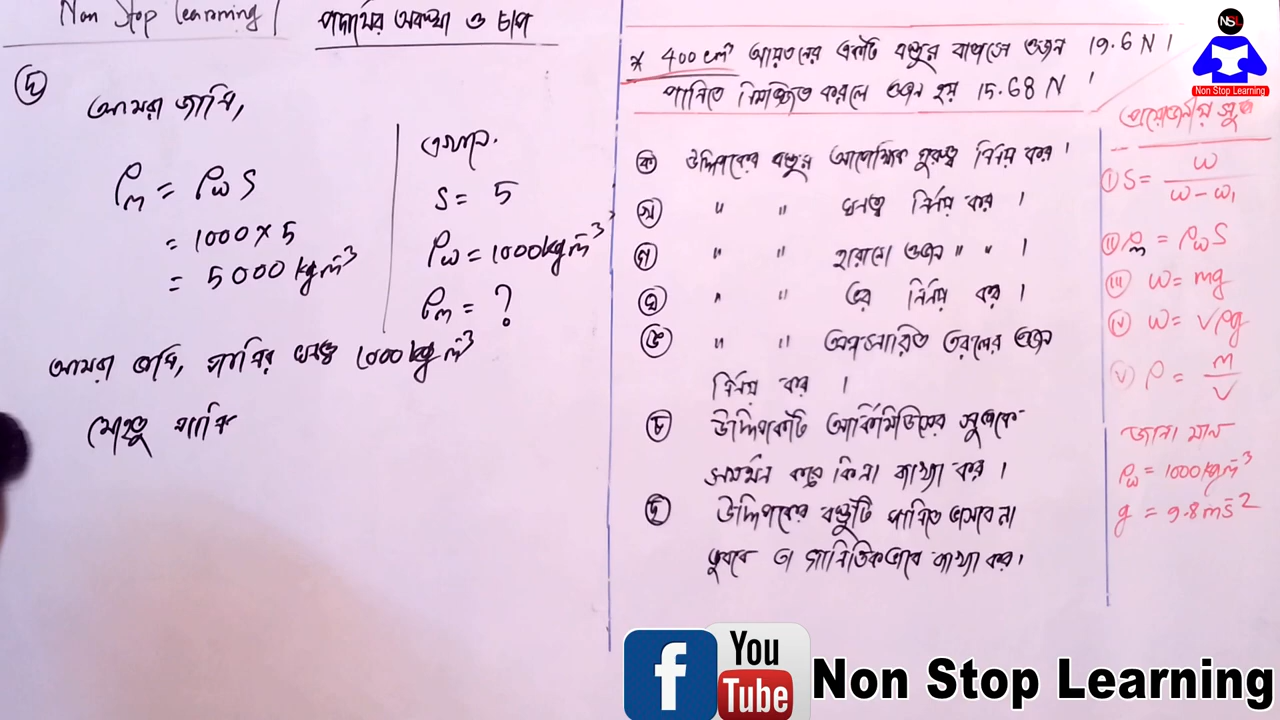 Non Stop Learning
পদার্থের অবস্থা ও চাপ
দ
আমরা জানি,
ρm = ρw S
= 1000 × 5
= 5000 kgm⁻³
এখানে,
S = 5
ρw = 1000 kgm⁻³
ρm = ?
আমরা জানি, পানির ঘনত্ব 1000 kgm⁻³
যেহেতু পানির
* 400 cm³ আয়তনের একটি বস্তুর বাতাসে ওজন 19.6 N ।
পানিতে নিমজ্জিত করলে ওজন হয় 15.68 N ।
ক উদ্দিপকের বস্তুর আপেক্ষিক গুরুত্ব নির্নয় কর ।
খ " " ঘনত্ব নির্নয় কর ।
গ " " হারানো ওজন " " ।
ঘ " " ভর নির্নয় কর ।
ঙ " " অপসারিত তরলের ওজন
নির্নয় কর ।
চ উদ্দিপকটি আর্কিমিডিসের সুত্রকে
সমর্থন করে কিনা ব্যাখ্যা কর ।
ছ উদ্দিপকের বস্তুটি পানিতে ভাসবে না
ডুববে তা গানিতিকভাবে ব্যাখ্যা কর ।
প্রয়োজনীয় সুত্র
i S = w / w - w₁
ii ρm = ρw S
iii w = mg
iv w = vρg
v ρ = m / v
জানা মান
ρw = 1000 kgm⁻³
g = 9.8 ms⁻²
NSL
Non Stop Learning
f
You
Tube
Non Stop Learning